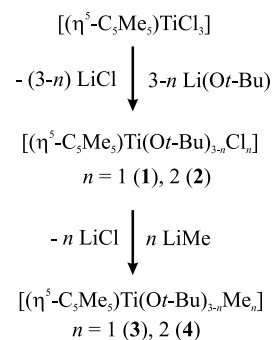 [(η⁵-C₅Me₅)TiCl₃]
- (3-n) LiCl 3-n Li(Ot-Bu)
[(η⁵-C₅Me₅)Ti(Ot-Bu)₃₋ₙClₙ]
n = 1 (1), 2 (2)
- n LiCl n LiMe
[(η⁵-C₅Me₅)Ti(Ot-Bu)₃₋ₙMeₙ]
n = 1 (3), 2 (4)